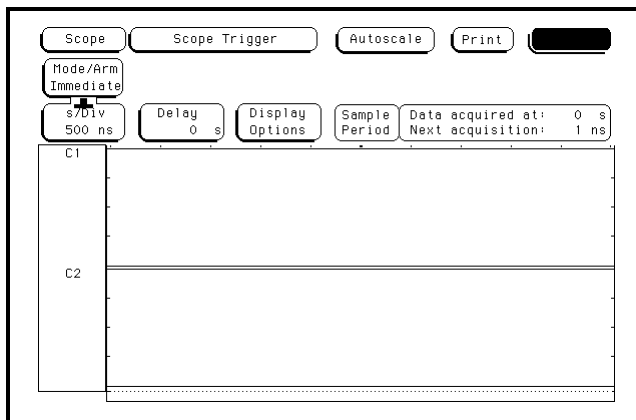 Scope Scope Trigger Autoscale Print
Mode/Arm
Immediate
s/Div Delay Display Sample Data acquired at: 0 s
500 ns 0 s Options Period Next acquisition: 1 ns
C1
C2